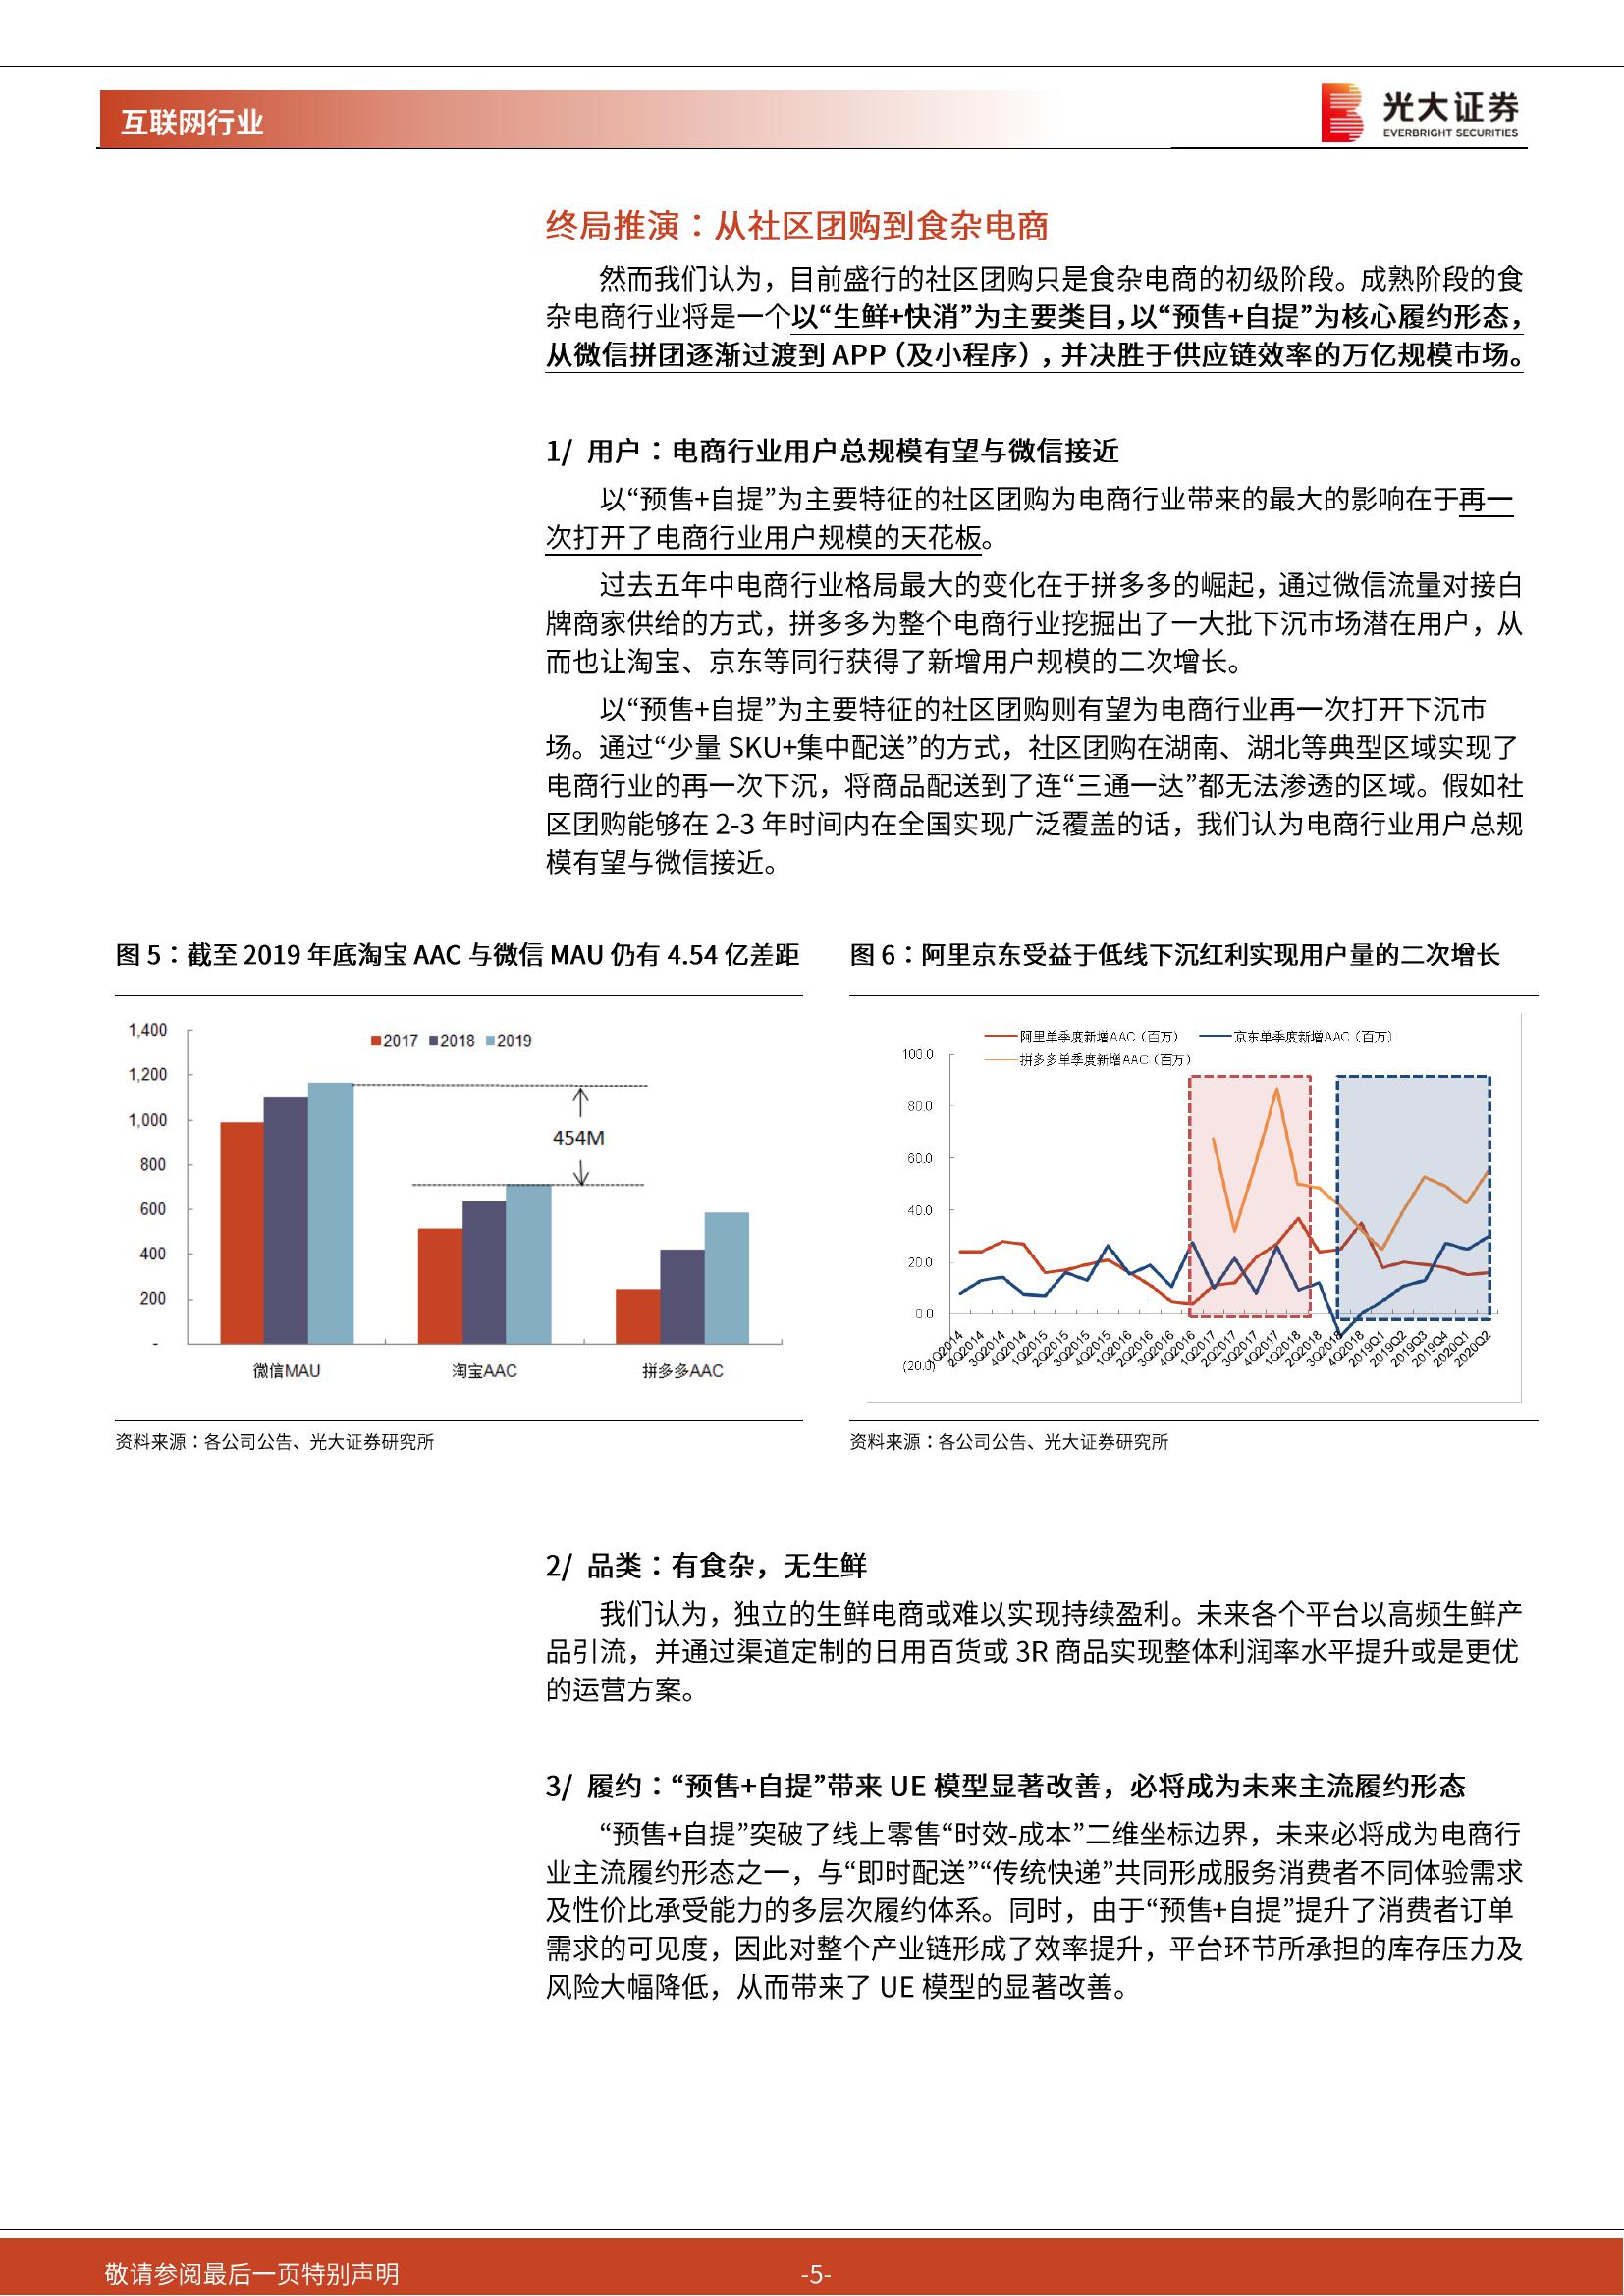 互联网行业
光大证券
EVERBRIGHT SECURITIES
终局推演：从社区团购到食杂电商
然而我们认为，目前盛行的社区团购只是食杂电商的初级阶段。成熟阶段的食
杂电商行业将是一个以“生鲜+快消”为主要类目，以“预售+自提”为核心履约形态，
从微信拼团逐渐过渡到 APP（及小程序），并决胜于供应链效率的万亿规模市场。
1/ 用户：电商行业用户总规模有望与微信接近
以“预售+自提”为主要特征的社区团购为电商行业带来的最大的影响在于再一
次打开了电商行业用户规模的天花板。
过去五年中电商行业格局最大的变化在于拼多多的崛起，通过微信流量对接白
牌商家供给的方式，拼多多为整个电商行业挖掘出了一大批下沉市场潜在用户，从
而也让淘宝、京东等同行获得了新增用户规模的二次增长。
以“预售+自提”为主要特征的社区团购则有望为电商行业再一次打开下沉市
场。通过“少量 SKU+集中配送”的方式，社区团购在湖南、湖北等典型区域实现了
电商行业的再一次下沉，将商品配送到了连“三通一达”都无法渗透的区域。假如社
区团购能够在 2-3 年时间内在全国实现广泛覆盖的话，我们认为电商行业用户总规
模有望与微信接近。
图 5：截至 2019 年底淘宝 AAC 与微信 MAU 仍有 4.54 亿差距
1,400
1,200
1,000
800
600
400
200
-
2017 2018 2019
454M
微信MAU 淘宝AAC 拼多多AAC
资料来源：各公司公告、光大证券研究所
图 6：阿里京东受益于低线下沉红利实现用户量的二次增长
阿里单季度新增AAC（百万） 京东单季度新增AAC（百万）
拼多多单季度新增AAC（百万）
100.0
80.0
60.0
40.0
20.0
0.0
(20.0)
1Q2014 2Q2014 3Q2014 4Q2014 1Q2015 2Q2015 3Q2015 4Q2015 1Q2016 2Q2016 3Q2016 4Q2016 1Q2017 2Q2017 3Q2017 4Q2017 1Q2018 2Q2018 3Q2018 4Q2018 2019Q1 2019Q2 2019Q3 2019Q4 2020Q1 2020Q2
资料来源：各公司公告、光大证券研究所
2/ 品类：有食杂，无生鲜
我们认为，独立的生鲜电商或难以实现持续盈利。未来各个平台以高频生鲜产
品引流，并通过渠道定制的日用百货或 3R 商品实现整体利润率水平提升或是更优
的运营方案。
3/ 履约：“预售+自提”带来 UE 模型显著改善，必将成为未来主流履约形态
“预售+自提”突破了线上零售“时效-成本”二维坐标边界，未来必将成为电商行
业主流履约形态之一，与“即时配送”“传统快递”共同形成服务消费者不同体验需求
及性价比承受能力的多层次履约体系。同时，由于“预售+自提”提升了消费者订单
需求的可见度，因此对整个产业链形成了效率提升，平台环节所承担的库存压力及
风险大幅降低，从而带来了 UE 模型的显著改善。
敬请参阅最后一页特别声明
-5-